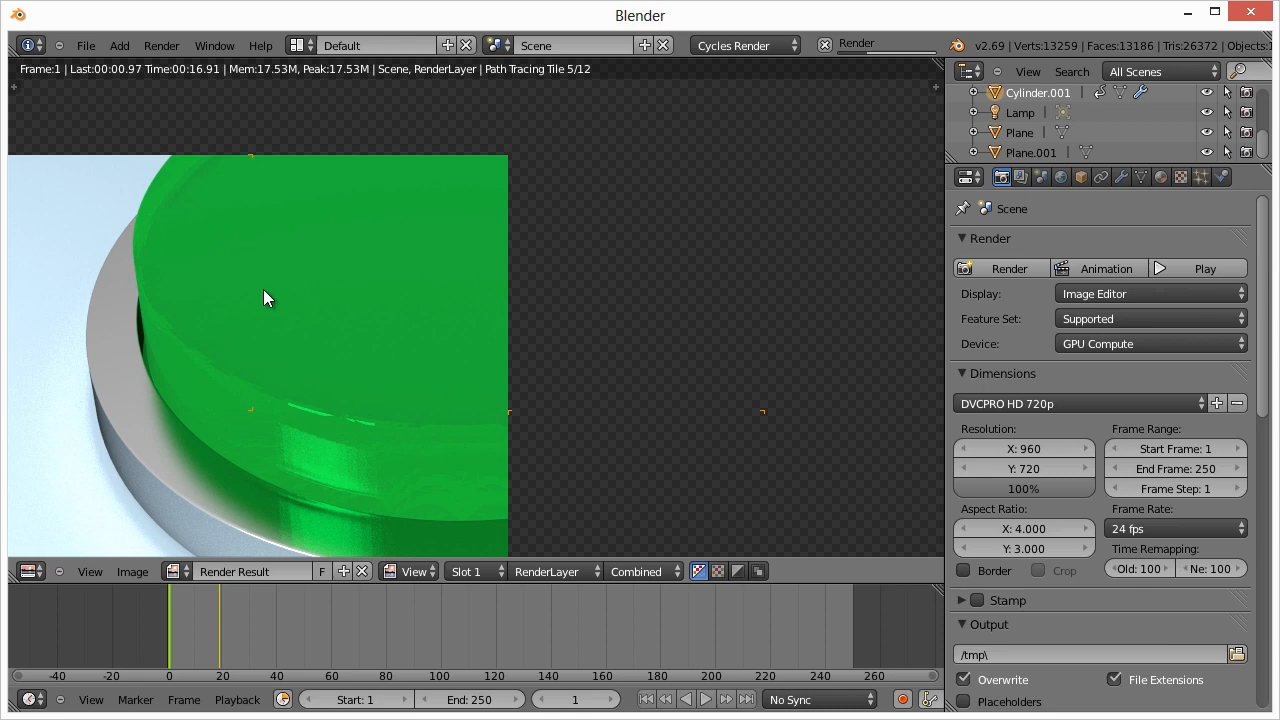 Blender
File Add Render Window Help Default Scene Cycles Render Render v2.69 | Verts:13259 | Faces:13186 | Tris:26372 | Objects:1
Frame:1 | Last:00:00.97 Time:00:16.91 | Mem:17.53M, Peak:17.53M | Scene, RenderLayer | Path Tracing Tile 5/12
View Search All Scenes
Cylinder.001
Lamp
Plane
Plane.001
Scene
Render
Render Animation Play
Display: Image Editor
Feature Set: Supported
Device: GPU Compute
Dimensions
DVCPRO HD 720p
Resolution: Frame Range:
X: 960 Start Frame: 1
Y: 720 End Frame: 250
100% Frame Step: 1
Aspect Ratio: Frame Rate:
X: 4.000 24 fps
Y: 3.000 Time Remapping:
Border Crop Old: 100 Ne: 100
Stamp
Output
/tmp\
Overwrite File Extensions
Placeholders
View Image Render Result F View Slot 1 RenderLayer Combined
-40 -20 0 20 40 60 80 100 120 140 160 180 200 220 240 260
View Marker Frame Playback Start: 1 End: 250 1 No Sync